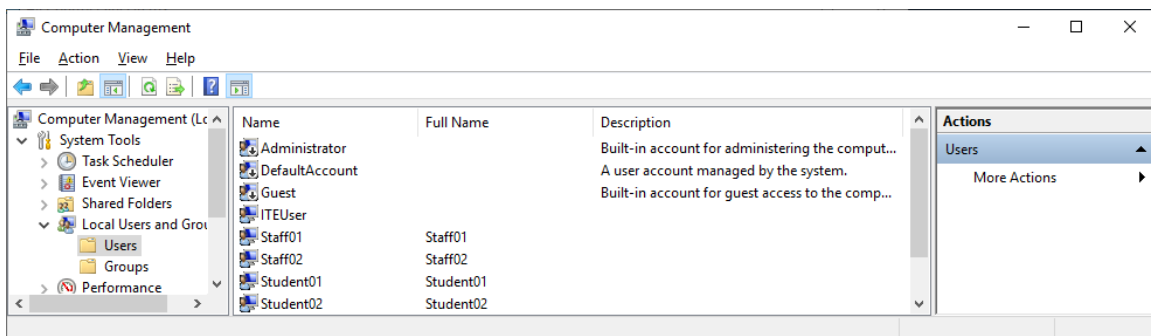 Computer Management
File Action View Help
Computer Management (Lc
System Tools
Task Scheduler
Event Viewer
Shared Folders
Local Users and Grou
Users
Groups
Performance
Name Full Name Description
Administrator Built-in account for administering the comput...
DefaultAccount A user account managed by the system.
Guest Built-in account for guest access to the comp...
ITEUser
Staff01 Staff01
Staff02 Staff02
Student01 Student01
Student02 Student02
Actions
Users
More Actions